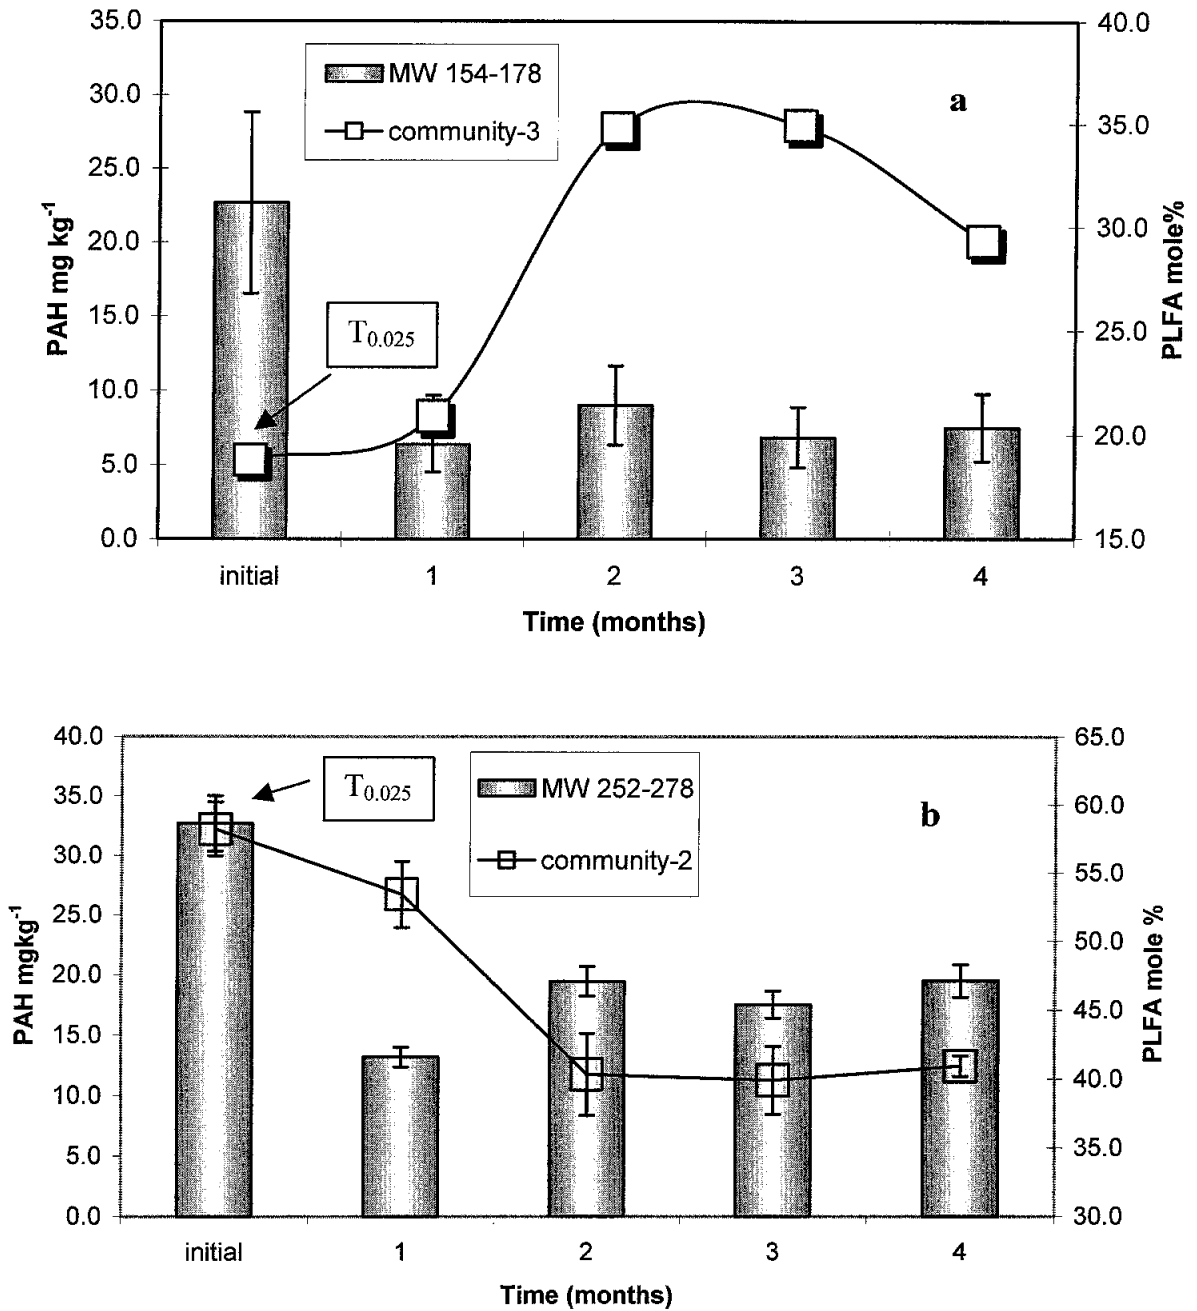 35.0
30.0
25.0
20.0
15.0
10.0
5.0
0.0
PAH mg kg⁻¹
MW 154-178
community-3
a
T₀.₀₂₅
40.0
35.0
30.0
25.0
20.0
15.0
PLFA mole%
initial 1 2 3 4
Time (months)
40.0
35.0
30.0
25.0
20.0
15.0
10.0
5.0
0.0
PAH mgkg⁻¹
T₀.₀₂₅
MW 252-278
community-2
b
65.0
60.0
55.0
50.0
45.0
40.0
35.0
30.0
PLFA mole %
initial 1 2 3 4
Time (months)